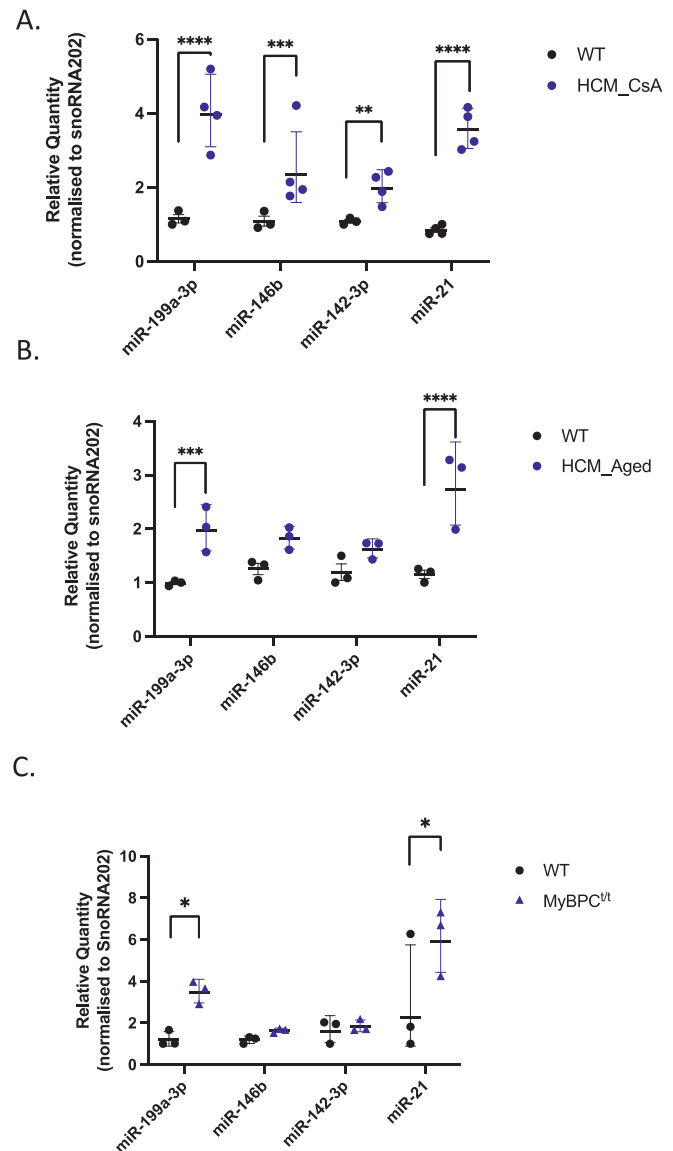 A.
Relative Quantity
(normalised to snoRNA202)
6
4
2
0
****
***
**
****
WT
HCM_CsA
miR-199a-3p
miR-146b
miR-142-3p
miR-21
B.
Relative Quantity
(normalised to snoRNA202)
4
3
2
1
0
***
****
WT
HCM_Aged
miR-199a-3p
miR-146b
miR-142-3p
miR-21
C.
Relative Quantity
(normalised to SnoRNA202)
10
8
6
4
2
0
*
*
WT
MyBPCt/t
miR-199a-3p
miR-146b
miR-142-3p
miR-21